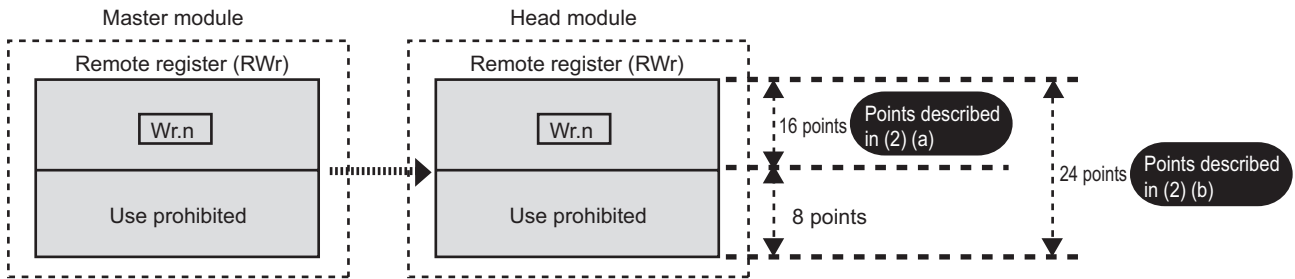 Master module
Head module
Remote register (RWr)
Remote register (RWr)
Wr.n
Wr.n
16 points
Points described
in (2) (a)
24 points
Points described
in (2) (b)
Use prohibited
Use prohibited
8 points